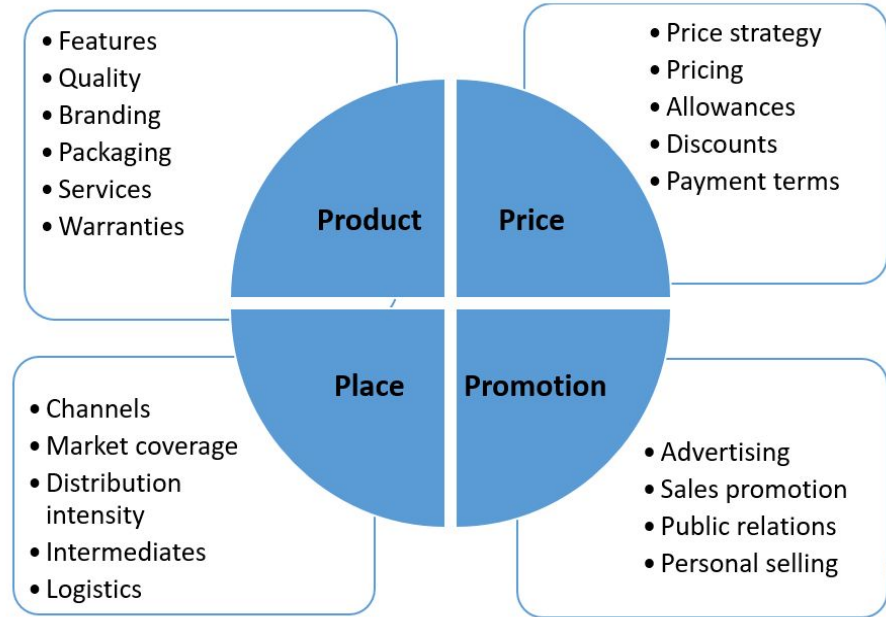 • Features
• Quality
• Branding
• Packaging
• Services
• Warranties
• Price strategy
• Pricing
• Allowances
• Discounts
• Payment terms
Product
Price
Place
Promotion
• Channels
• Market coverage
• Distribution
intensity
• Intermediates
• Logistics
• Advertising
• Sales promotion
• Public relations
• Personal selling